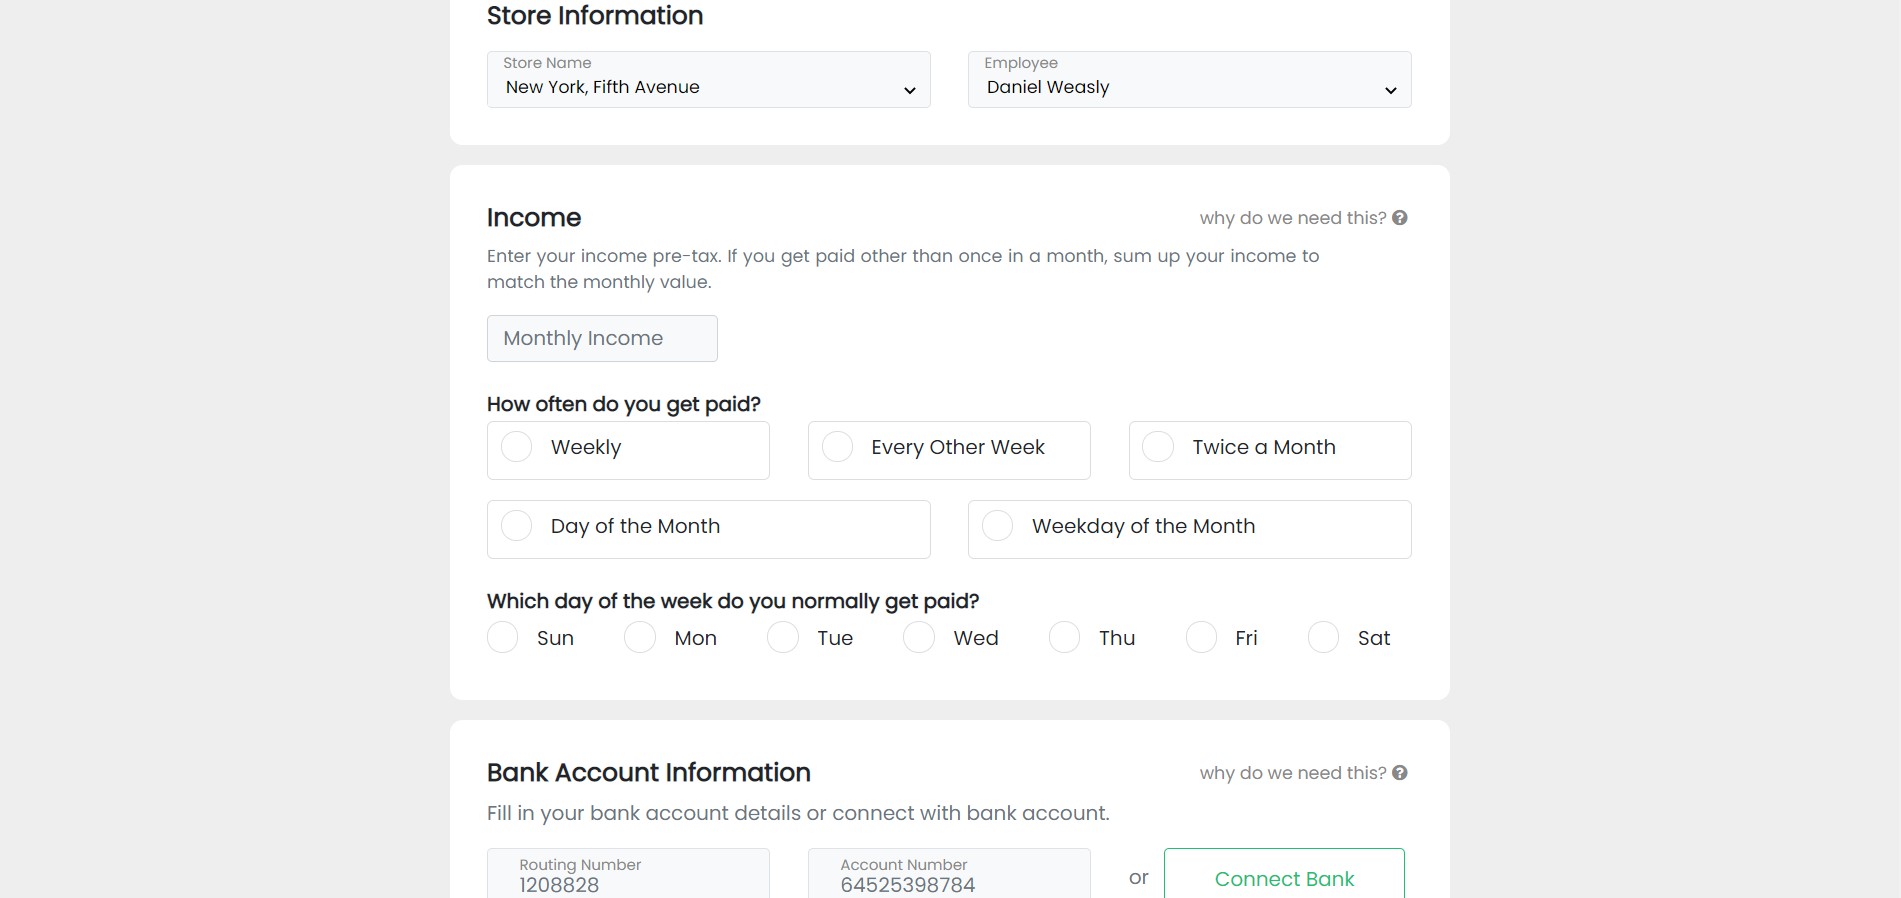 Store Information
Store Name
New York, Fifth Avenue
Employee
Daniel Weasly
Income
why do we need this?
Enter your income pre-tax. If you get paid other than once in a month, sum up your income to
match the monthly value.
Monthly Income
How often do you get paid?
Weekly
Every Other Week
Twice a Month
Day of the Month
Weekday of the Month
Which day of the week do you normally get paid?
Sun Mon Tue Wed Thu Fri Sat
Bank Account Information
why do we need this?
Fill in your bank account details or connect with bank account.
Routing Number
1208828
Account Number
64525398784
or
Connect Bank